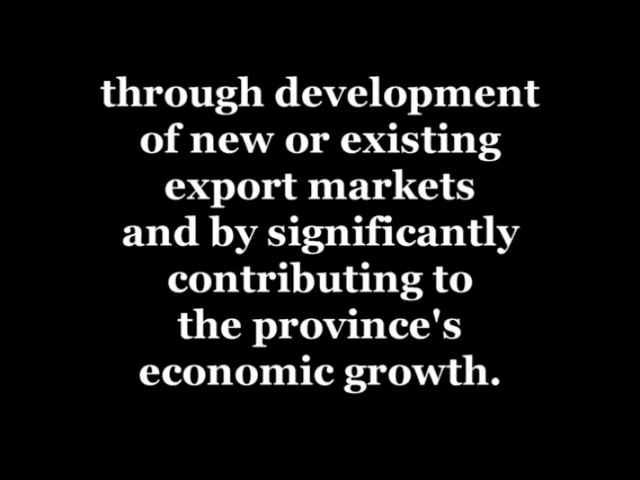 through development
of new or existing
export markets
and by significantly
contributing to
the province's
economic growth.